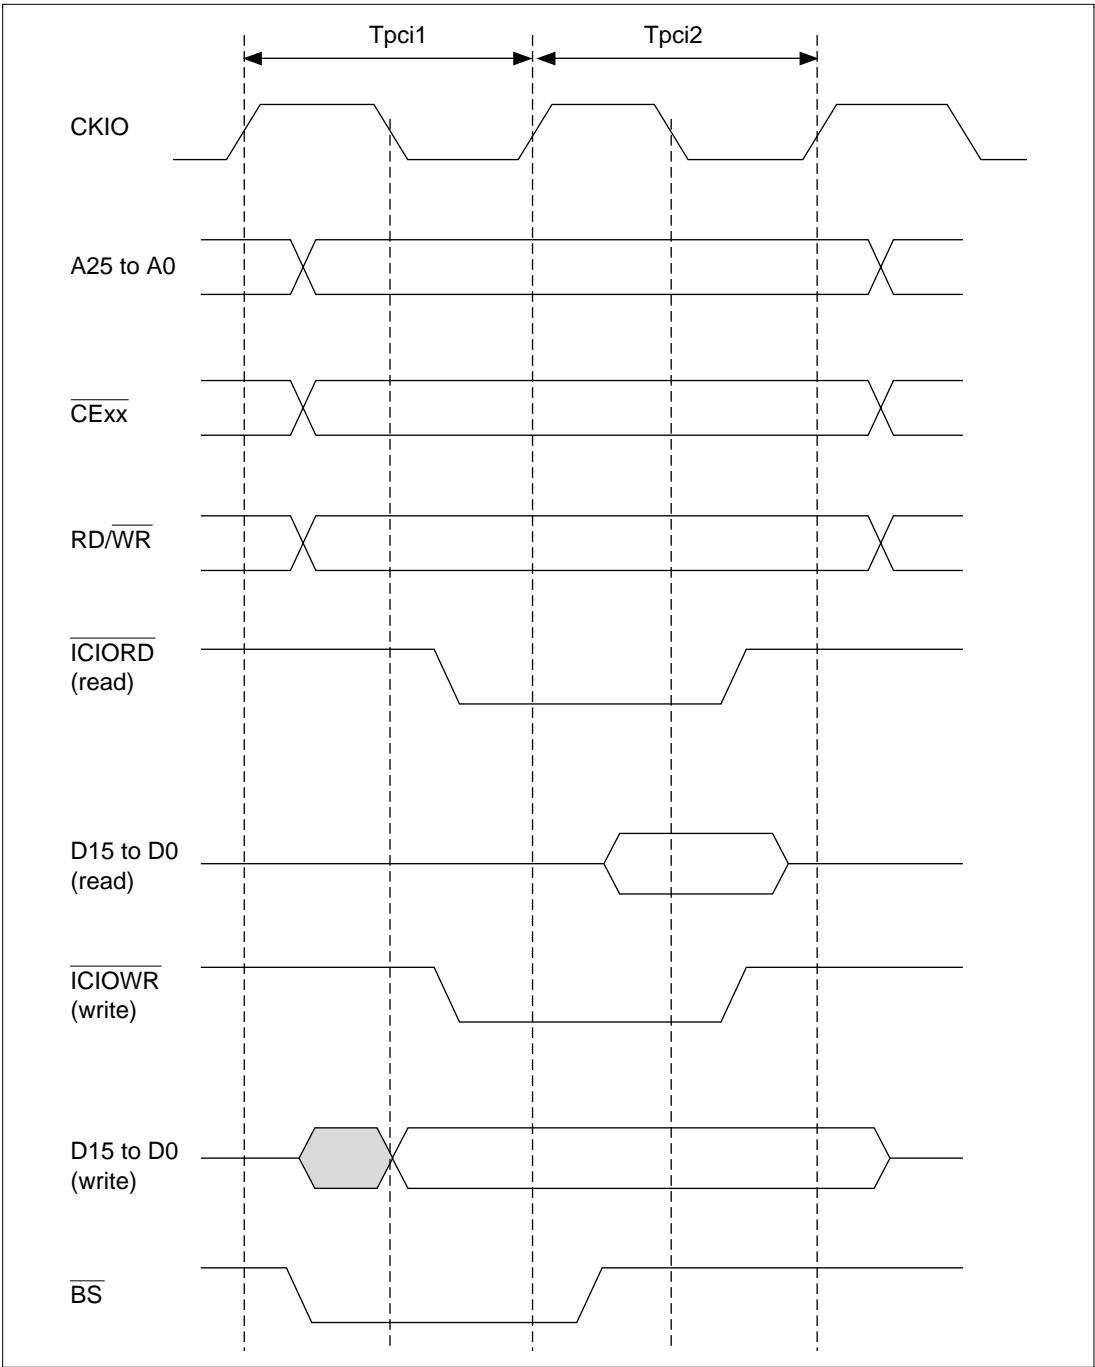 Tpci1 Tpci2
CKIO
A25 to A0
CExx
RD/WR
ICIORD
(read)
D15 to D0
(read)
ICIOWR
(write)
D15 to D0
(write)
BS